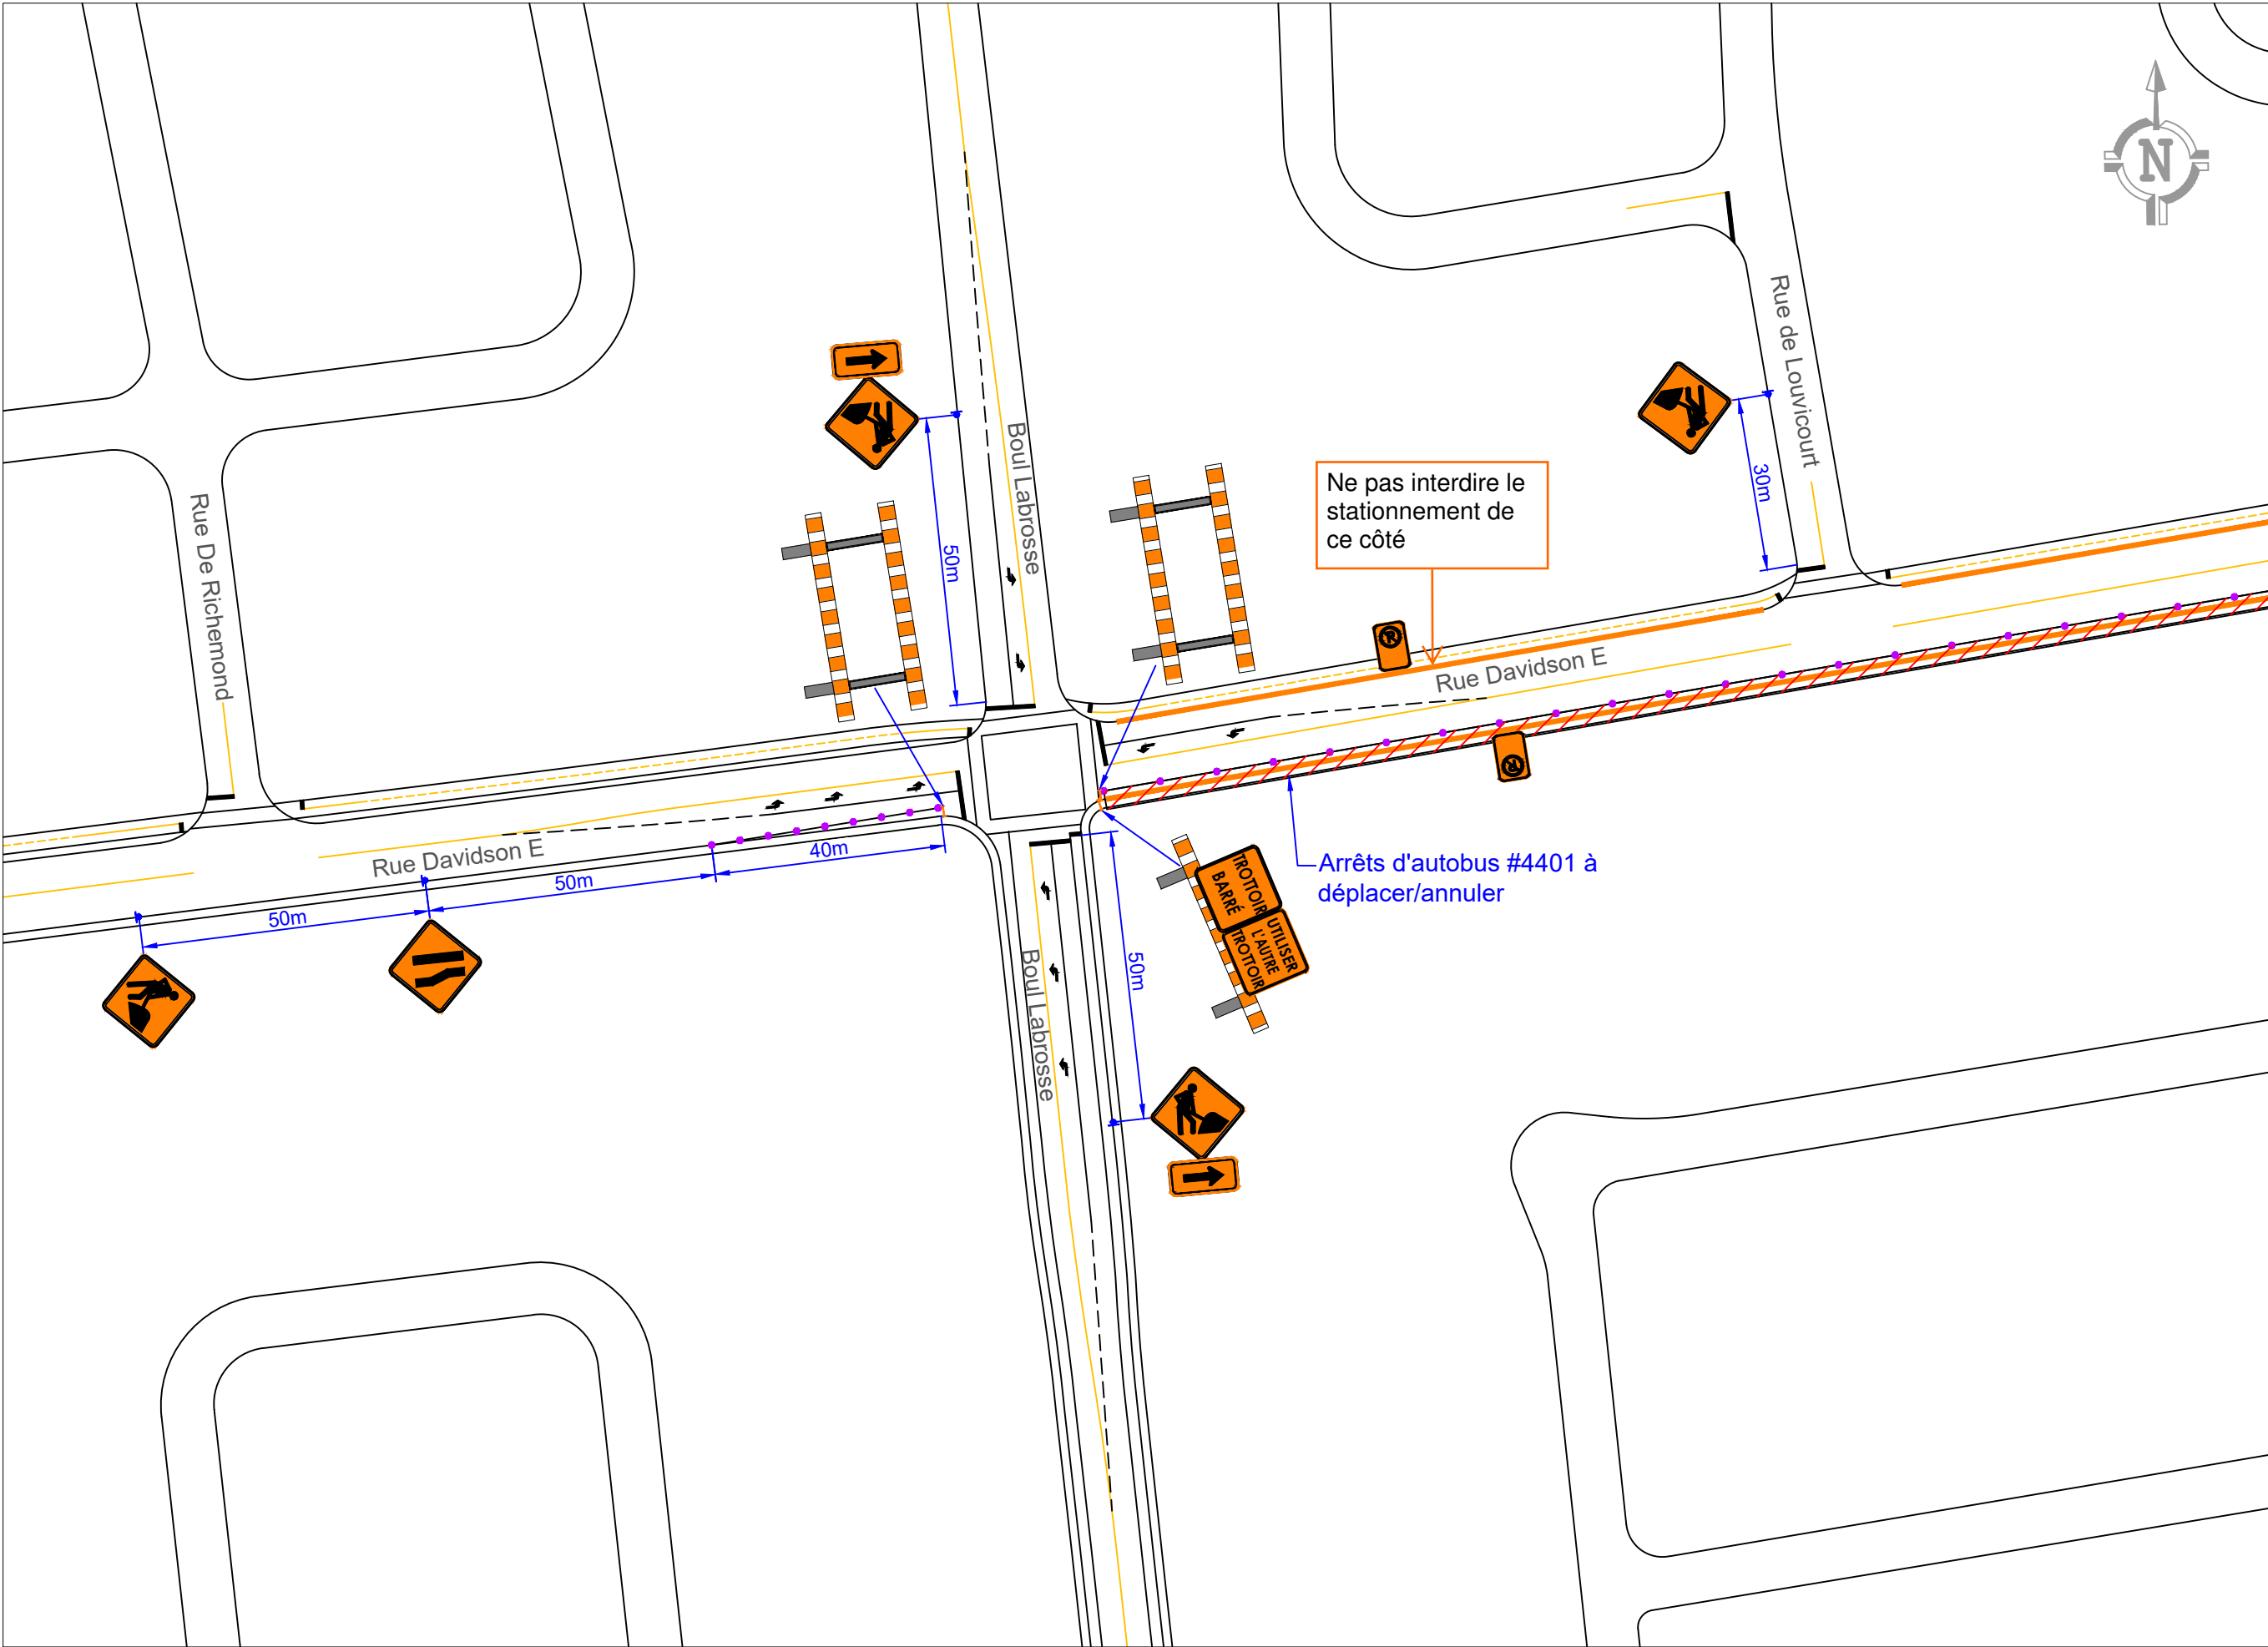 N
Rue de Louvicourt
30m
Boul Labrosse
50m
Ne pas interdire le
stationnement de
ce côté
Rue De Richemond
P
Rue Davidson E
P
Rue Davidson E
40m
50m
50m
Arrêts d'autobus #4401 à
déplacer/annuler
TROTTOIR
BARRÉ
UTILISER
L'AUTRE
TROTTOIR
50m
Boul Labrosse